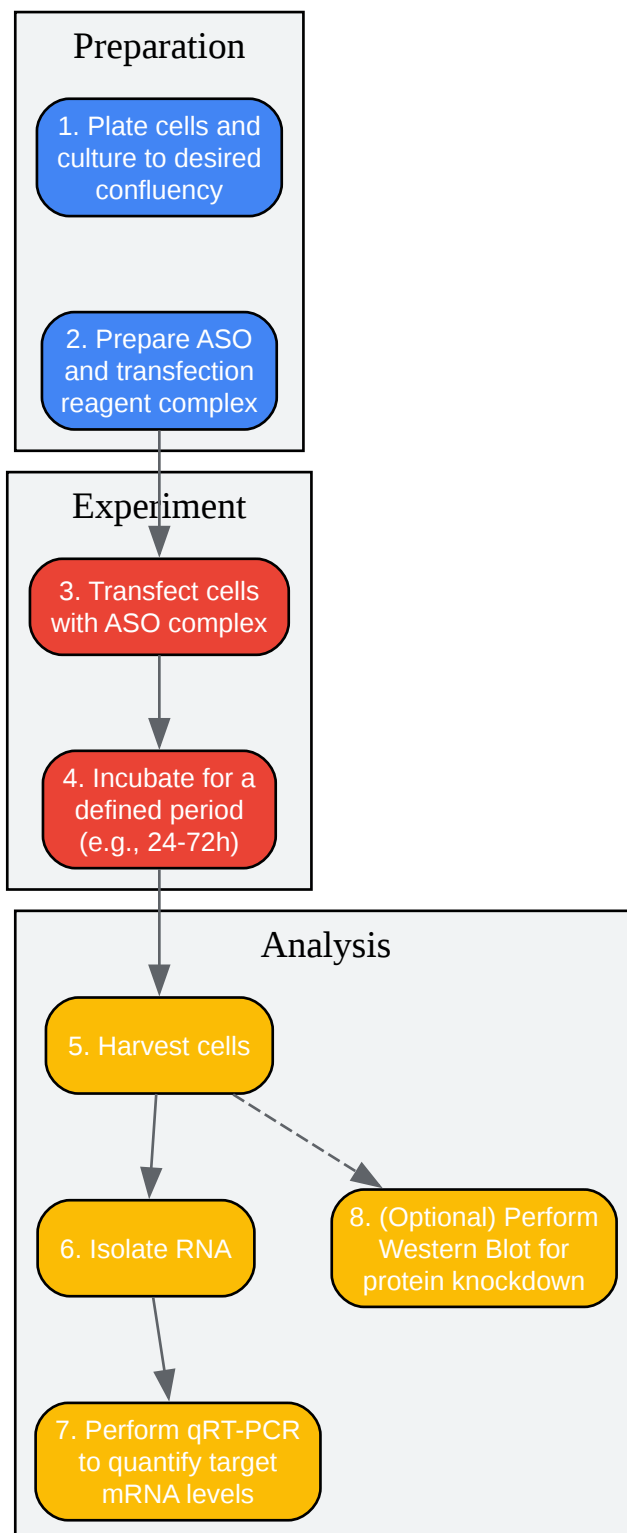 Preparation
1. Plate cells and
culture to desired
confluency
2. Prepare ASO
and transfection
reagent complex
Experiment
3. Transfect cells
with ASO complex
4. Incubate for a
defined period
(e.g., 24-72h)
Analysis
5. Harvest cells
6. Isolate RNA
8. (Optional) Perform
Western Blot for
protein knockdown
7. Perform qRT-PCR
to quantify target
mRNA levels